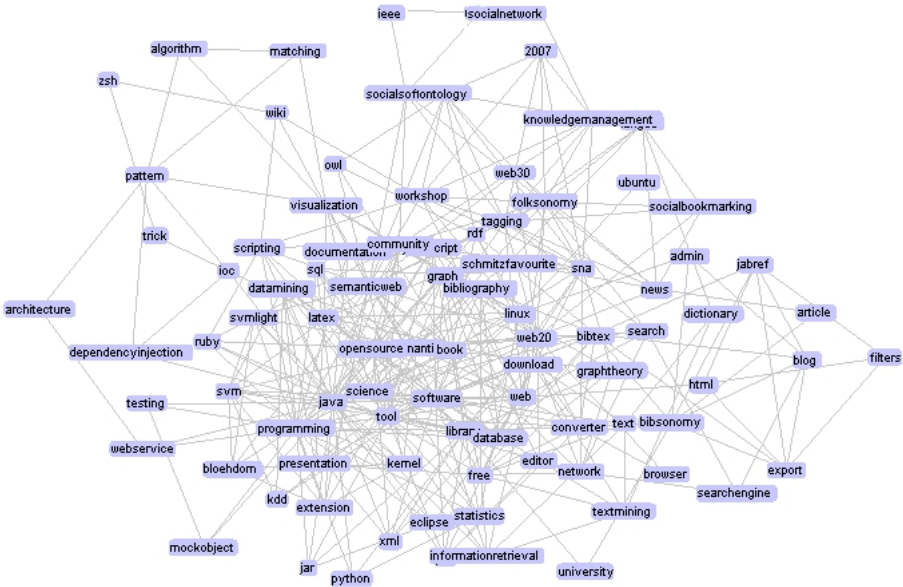 ieee
socialnetwork
algorithm
matching
2007
zsh
socialsoftontology
wiki
knowledgemanagement
owl
pattern
web30
ubuntu
workshop
folksonomy
visualization
socialbookmarking
tagging
trick
rdf
scripting
documentation
community
cript
admin
ioc
sql
schmitzfavourite
sna
jabref
graph
datamining
semanticweb
bibliography
news
architecture
svmlight
latex
linux
dictionary
article
ruby
web20
bibtex
search
dependencyinjection
opensource
nanti
book
blog
filters
download
graphtheory
svm
science
html
testing
java
software
web
tool
programming
library
database
converter
text
bibsonomy
webservice
bloehdorn
presentation
kernel
editor
free
network
browser
export
kdd
searchengine
extension
eclipse
statistics
textmining
mockobject
xml
informationretrieval
jar
python
university